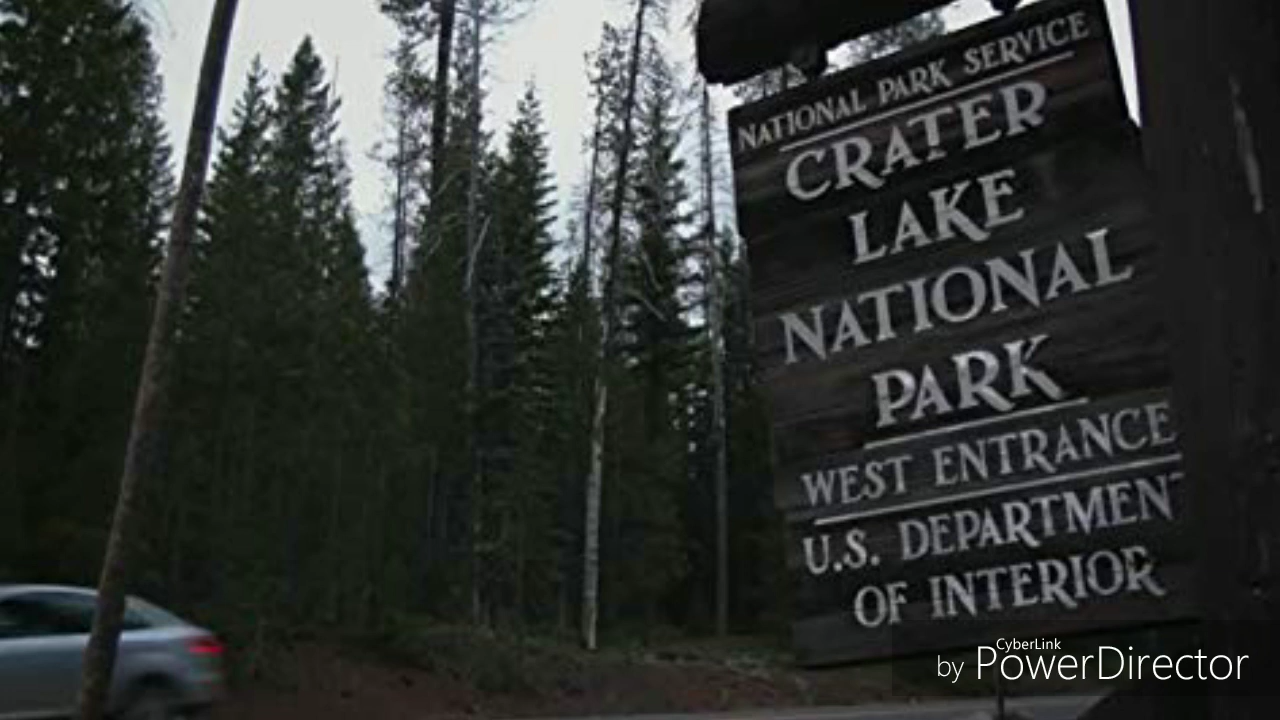 NATIONAL PARK SERVICE
CRATER
LAKE
NATIONAL
PARK
WEST ENTRANCE
U.S. DEPARTMENT
OF INTERIOR
CyberLink
by PowerDirector